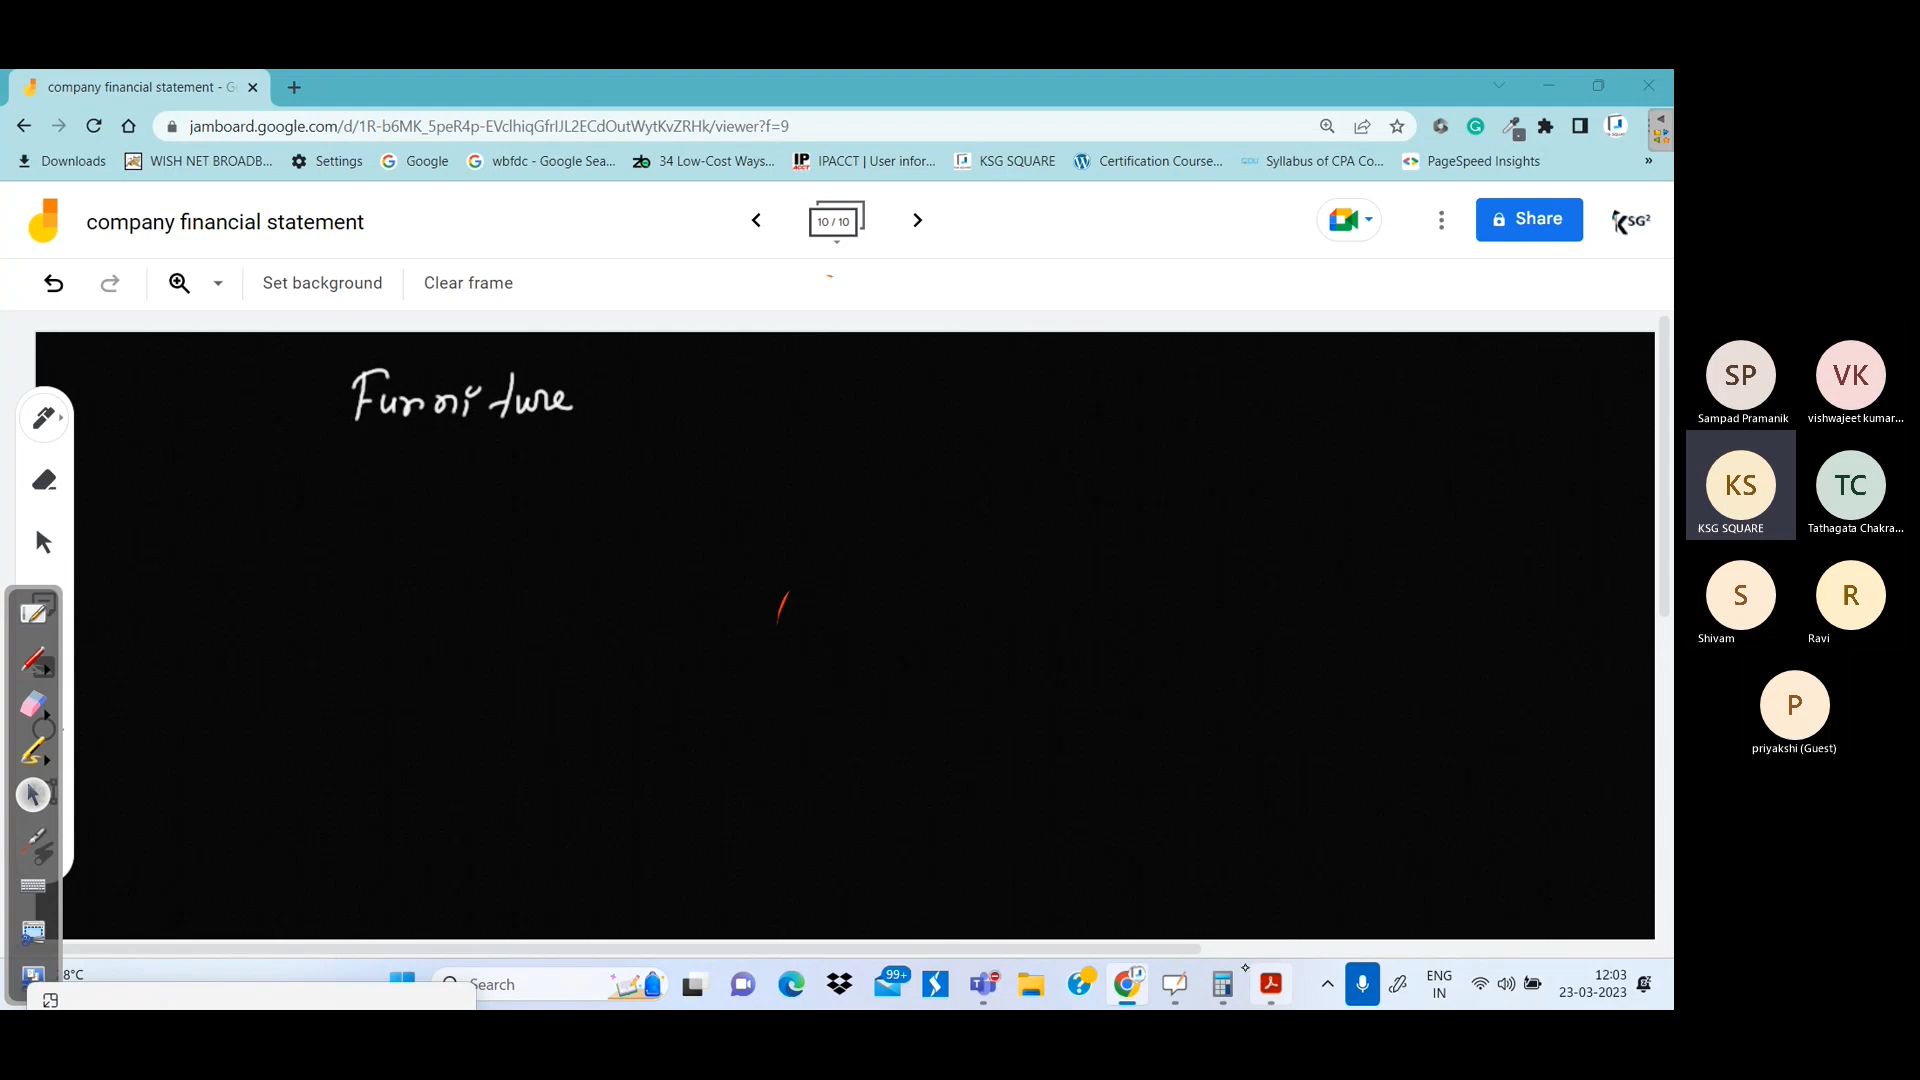 company financial statement - G
jamboard.google.com/d/1R-b6MK_5peR4p-EVclhiqGfrIJL2ECdOutWytKvZRHk/viewer?f=9
Downloads WISH NET BROADB... Settings Google wbfdc - Google Sea... 34 Low-Cost Ways... IPACCT | User infor... KSG SQUARE Certification Course... Syllabus of CPA Co... PageSpeed Insights »
company financial statement
10 / 10
Share
KSG²
Set background
Clear frame
Furniture
SP VK
Sampad Pramanik vishwajeet kumar...
KS TC
KSG SQUARE Tathagata Chakra...
S R
Shivam Ravi
P
priyakshi (Guest)
8°C
Search
99+
ENG
IN
12:03
23-03-2023